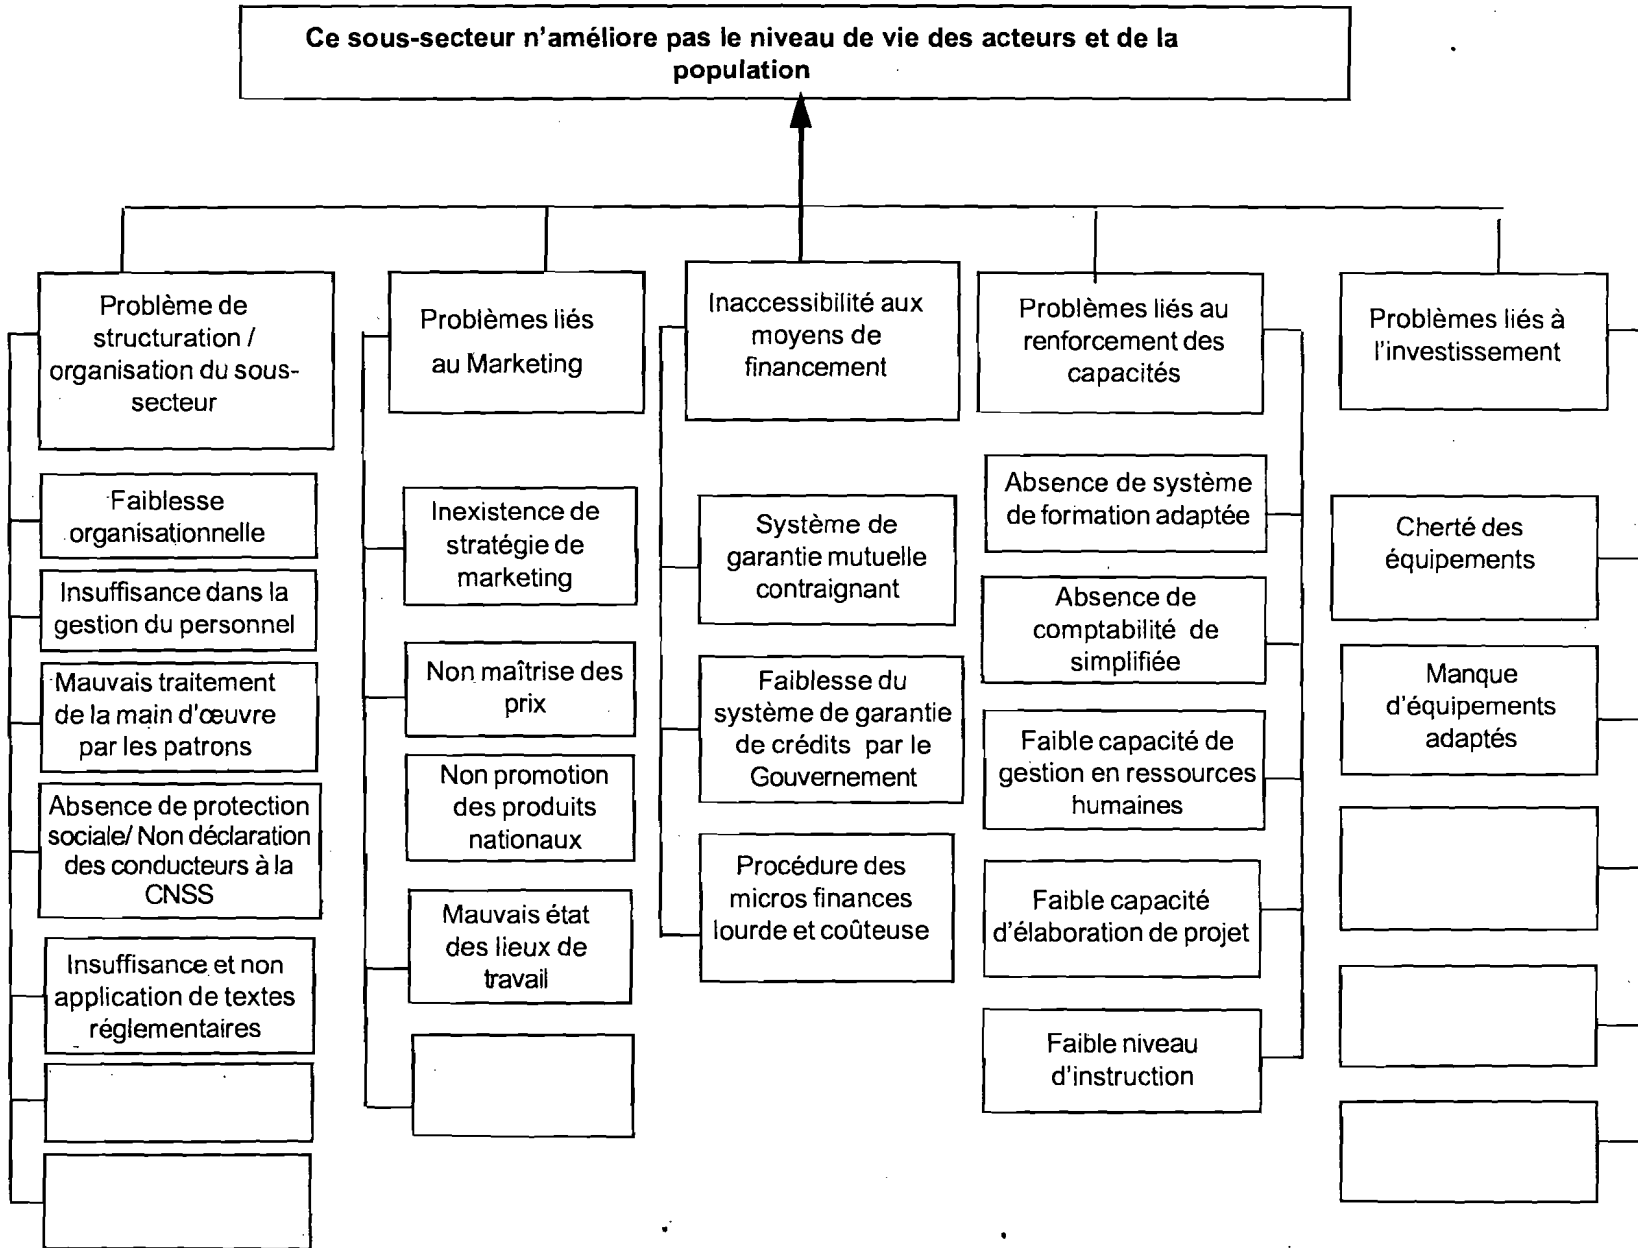 Ce sous-secteur n'améliore pas le niveau de vie des acteurs et de la
population
Problème de
structuration /
organisation du sous-
secteur
Faiblesse
organisationnelle
Insuffisance dans la
gestion du personnel
Mauvais traitement
de la main d'œuvre
par les patrons
Absence de protection
sociale/ Non déclaration
des conducteurs à la
CNSS
Insuffisance et non
application de textes
réglementaires
Problèmes liés
au Marketing
Inexistence de
stratégie de
marketing
Non maîtrise des
prix
Non promotion
des produits
nationaux
Mauvais état
des lieux de
travail
Inaccessibilité aux
moyens de
financement
Système de
garantie mutuelle
contraignant
Faiblesse du
système de garantie
de crédits par le
Gouvernement
Procédure des
micros finances
lourde et coûteuse
Problèmes liés au
renforcement des
capacités
Absence de système
de formation adaptée
Absence de
comptabilité de
simplifiée
Faible capacité de
gestion en ressources
humaines
Faible capacité
d'élaboration de projet
Faible niveau
d'instruction
Problèmes liés à
l'investissement
Cherté des
équipements
Manque
d'équipements
adaptés